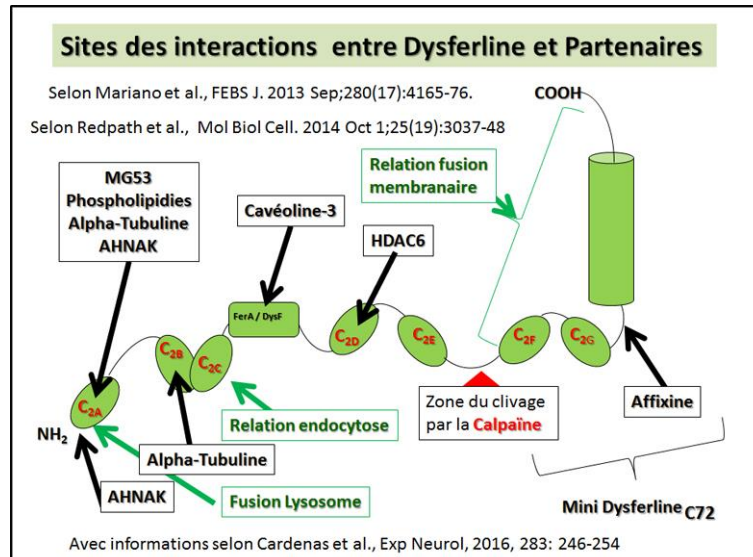 Sites des interactions entre Dysferline et Partenaires
Selon Mariano et al., FEBS J. 2013 Sep;280(17):4165-76.
COOH
Selon Redpath et al., Mol Biol Cell. 2014 Oct 1;25(19):3037-48
Relation fusion
membranaire
MG53
Phospholipidies
Alpha-Tubuline
AHNAK
Cavéoline-3
HDAC6
FerA / DysF
C2A
C2B
C2C
C2D
C2E
C2F
C2G
NH2
Relation endocytose
Zone du clivage
par la Calpaïne
Affixine
Alpha-Tubuline
AHNAK
Fusion Lysosome
Mini Dysferline C72
Avec informations selon Cardenas et al., Exp Neurol, 2016, 283: 246-254